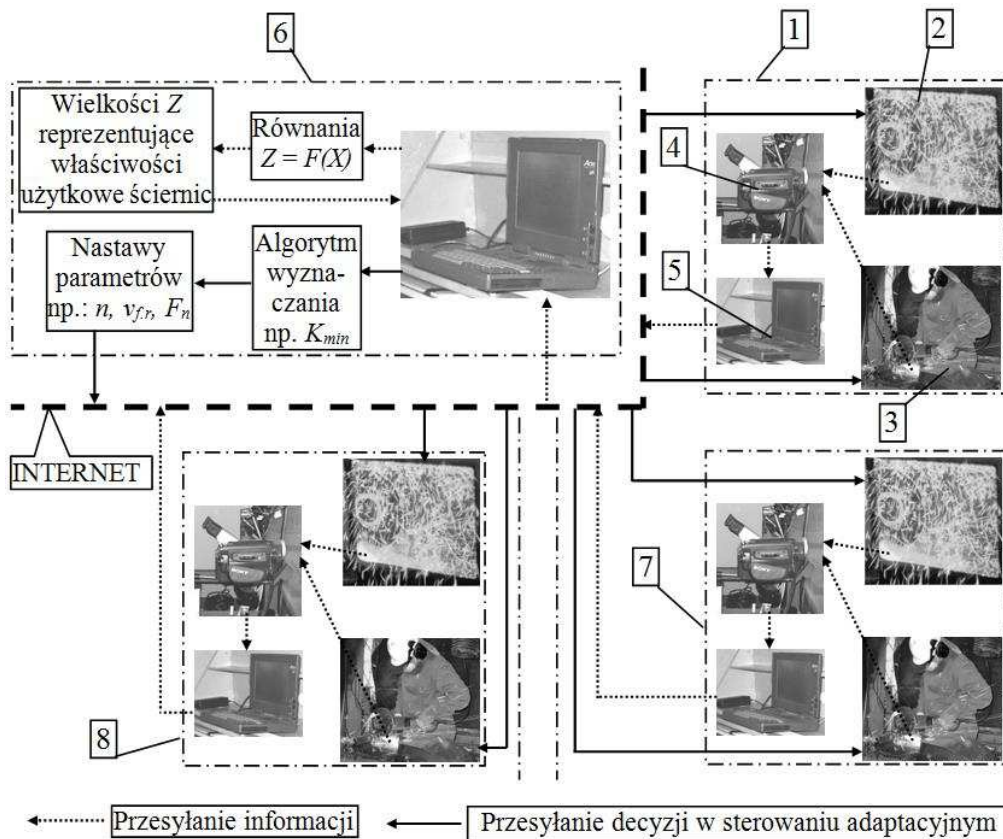 6
1
2
Wielkości Z
reprezentujące
właściwości
użytkowe ściernic
Równania
Z = F(X)
4
Nastawy
parametrów
np.: n, vf.r, Fn
Algorytm
wyzna-
czania
np. Kmin
5
3
INTERNET
7
8
Przesyłanie informacji
Przesyłanie decyzji w sterowaniu adaptacyjnym